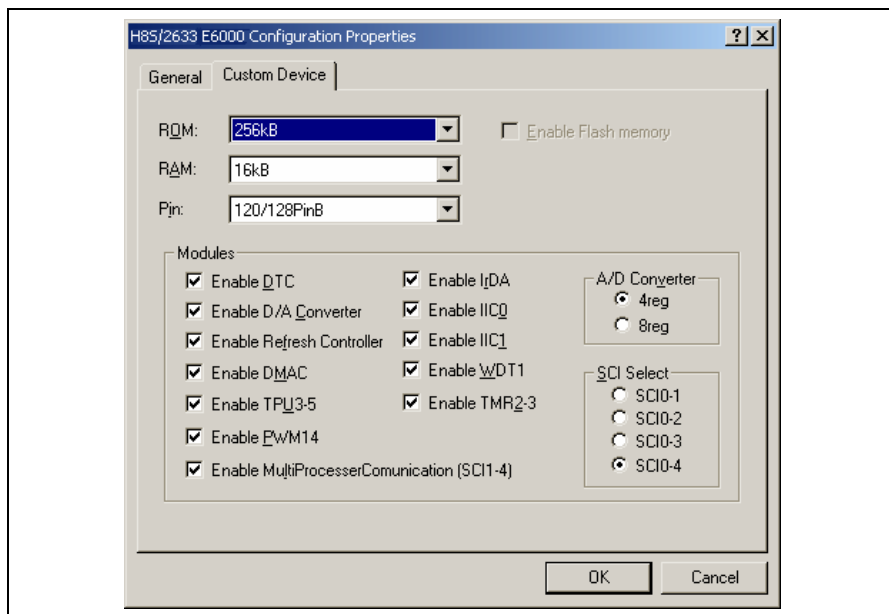 H8S/2633 E6000 Configuration Properties
General Custom Device
ROM: 256kB Enable Flash memory
RAM: 16kB
Pin: 120/128PinB
Modules
Enable DTC
Enable D/A Converter
Enable Refresh Controller
Enable DMAC
Enable TPU3-5
Enable PWM14
Enable MultiProcesserComunication (SCI1-4)
Enable IrDA
Enable IIC0
Enable IIC1
Enable WDT1
Enable TMR2-3
A/D Converter
4reg
8reg
SCI Select
SCI0-1
SCI0-2
SCI0-3
SCI0-4
OK Cancel